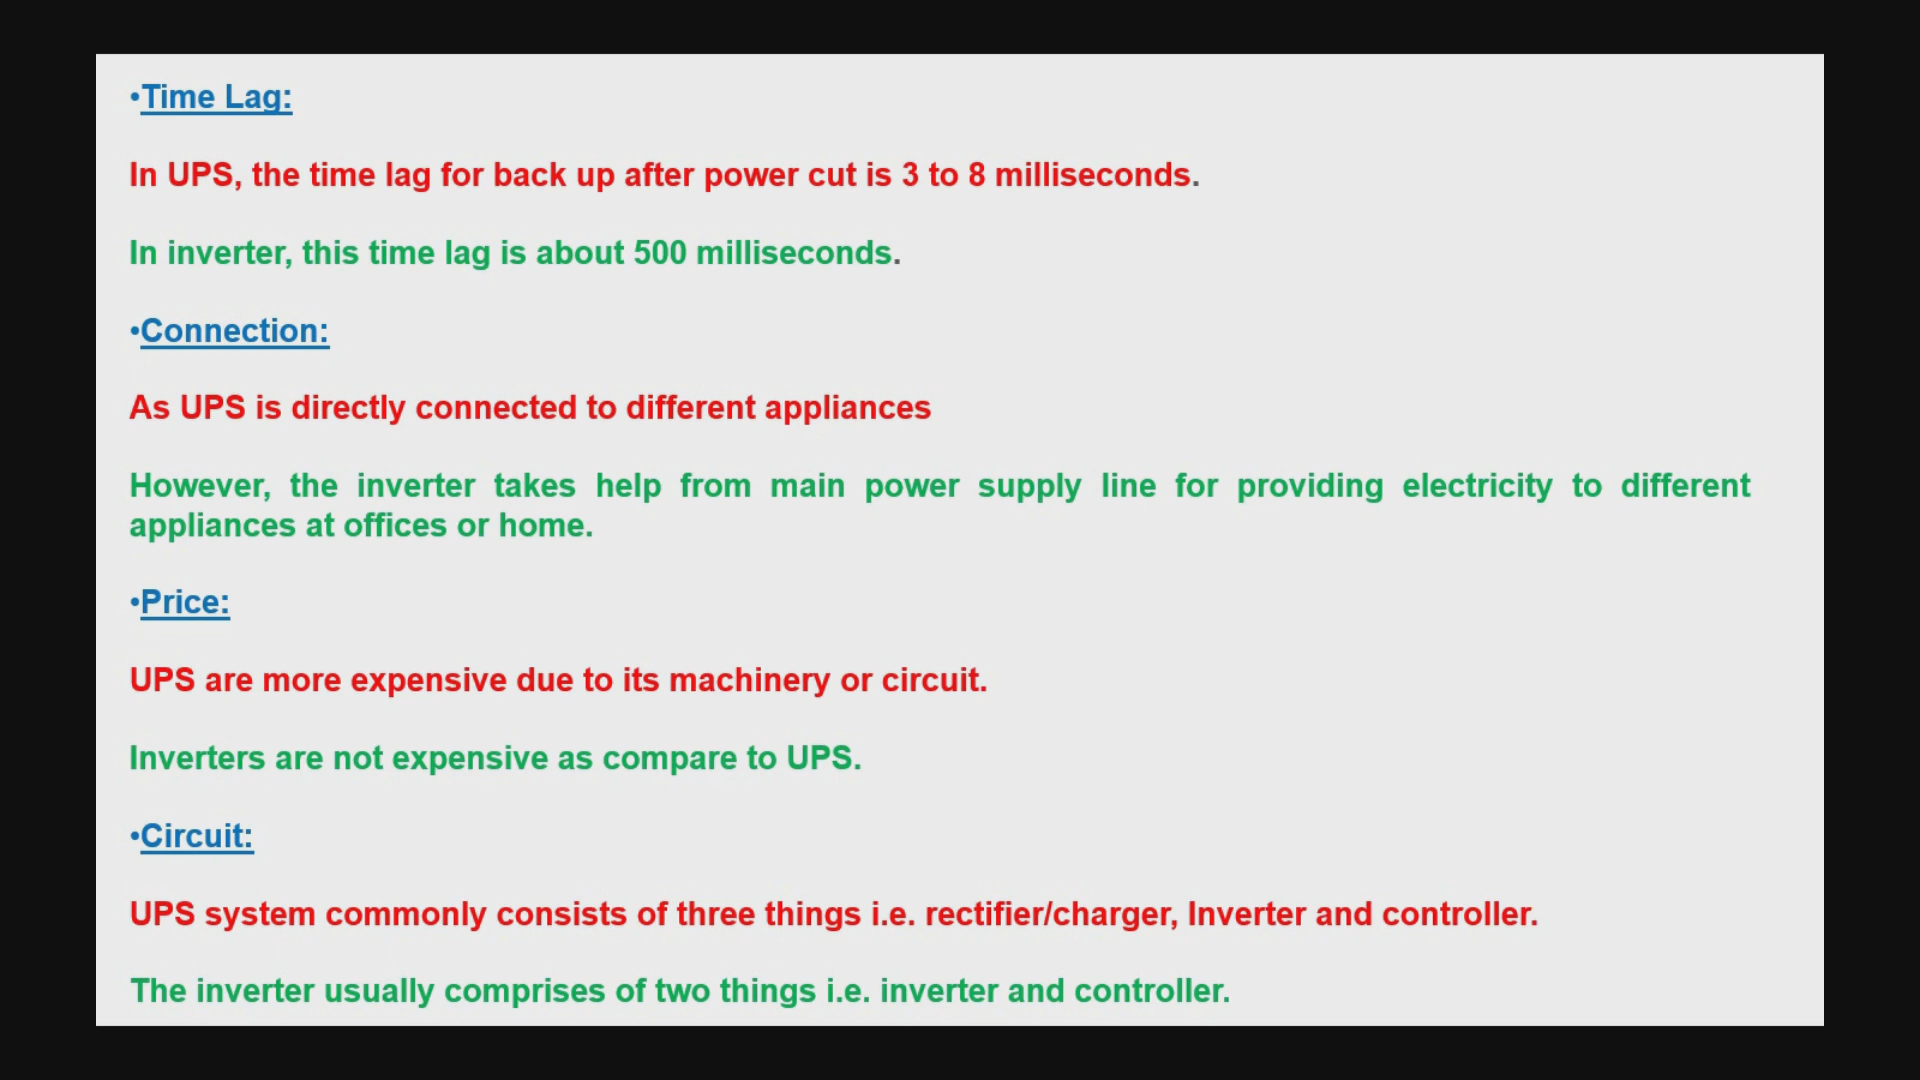 •Time Lag:
In UPS, the time lag for back up after power cut is 3 to 8 milliseconds.
In inverter, this time lag is about 500 milliseconds.
•Connection:
As UPS is directly connected to different appliances
However, the inverter takes help from main power supply line for providing electricity to different
appliances at offices or home.
•Price:
UPS are more expensive due to its machinery or circuit.
Inverters are not expensive as compare to UPS.
•Circuit:
UPS system commonly consists of three things i.e. rectifier/charger, Inverter and controller.
The inverter usually comprises of two things i.e. inverter and controller.